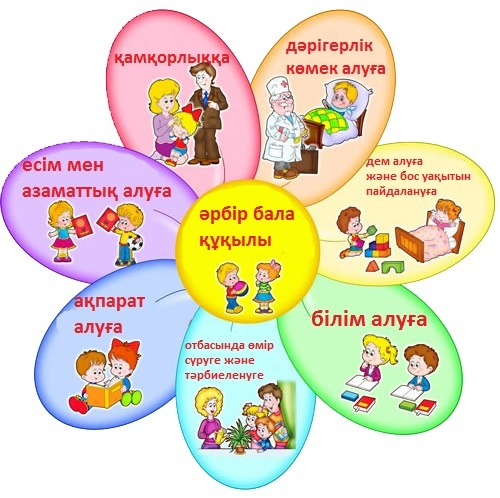 қамқорлыққа
дәрігерлік
көмек алуға
есім мен
азаматтық алуға
дем алуға
және бос уақытын
пайдалануға
әрбір бала
құқылы
ақпарат
алуға
отбасында өмір
сүруге және
тәрбиеленуге
білім алуға